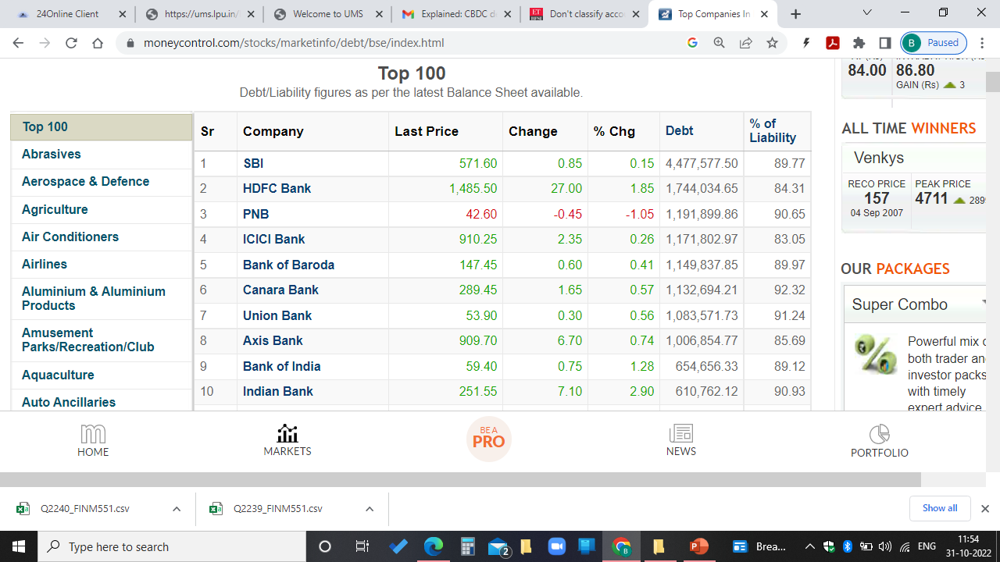 24Online Client
https://ums.lpu.in/
Welcome to UMS
Explained: CBDC
Don't classify acco
Top Companies In
moneycontrol.com/stocks/marketinfo/debt/bse/index.html
B Paused
Top 100
Debt/Liability figures as per the latest Balance Sheet available.
Top 100
Abrasives
Aerospace & Defence
Agriculture
Air Conditioners
Airlines
Aluminium & Aluminium
Products
Amusement
Parks/Recreation/Club
Aquaculture
Auto Ancillaries
Sr Company Last Price Change % Chg Debt % of
Liability
1 SBI 571.60 0.85 0.15 4,477,577.50 89.77
2 HDFC Bank 1,485.50 27.00 1.85 1,744,034.65 84.31
3 PNB 42.60 -0.45 -1.05 1,191,899.86 90.65
4 ICICI Bank 910.25 2.35 0.26 1,171,802.97 83.05
5 Bank of Baroda 147.45 0.60 0.41 1,149,837.85 89.97
6 Canara Bank 289.45 1.65 0.57 1,132,694.21 92.32
7 Union Bank 53.90 0.30 0.56 1,083,571.73 91.24
8 Axis Bank 909.70 6.70 0.74 1,006,854.77 85.69
9 Bank of India 59.40 0.75 1.28 654,656.33 89.12
10 Indian Bank 251.55 7.10 2.90 610,762.12 90.93
84.00 86.80
GAIN (Rs) 3
ALL TIME WINNERS
Venkys
RECO PRICE PEAK PRICE
157 4711 289
04 Sep 2007
OUR PACKAGES
Super Combo
Powerful mix
both trader an
investor packs
with timely
expert advice
HOME
MARKETS
BE A
PRO
NEWS
PORTFOLIO
Q2240_FINM551.csv
Q2239_FINM551.csv
Show all
Type here to search
2
B
Brea...
ENG
11:54
31-10-2022